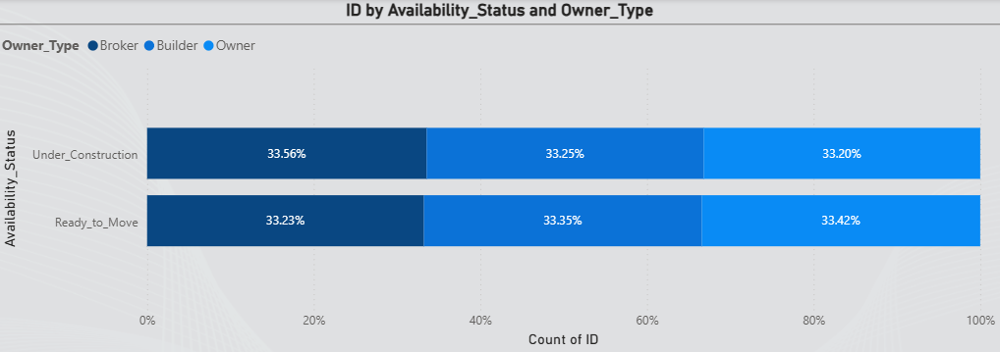 ID by Availability_Status and Owner_Type
Owner_Type Broker Builder Owner
Availability_Status
Under_Construction 33.56% 33.25% 33.20%
Ready_to_Move 33.23% 33.35% 33.42%
0% 20% 40% 60% 80% 100%
Count of ID